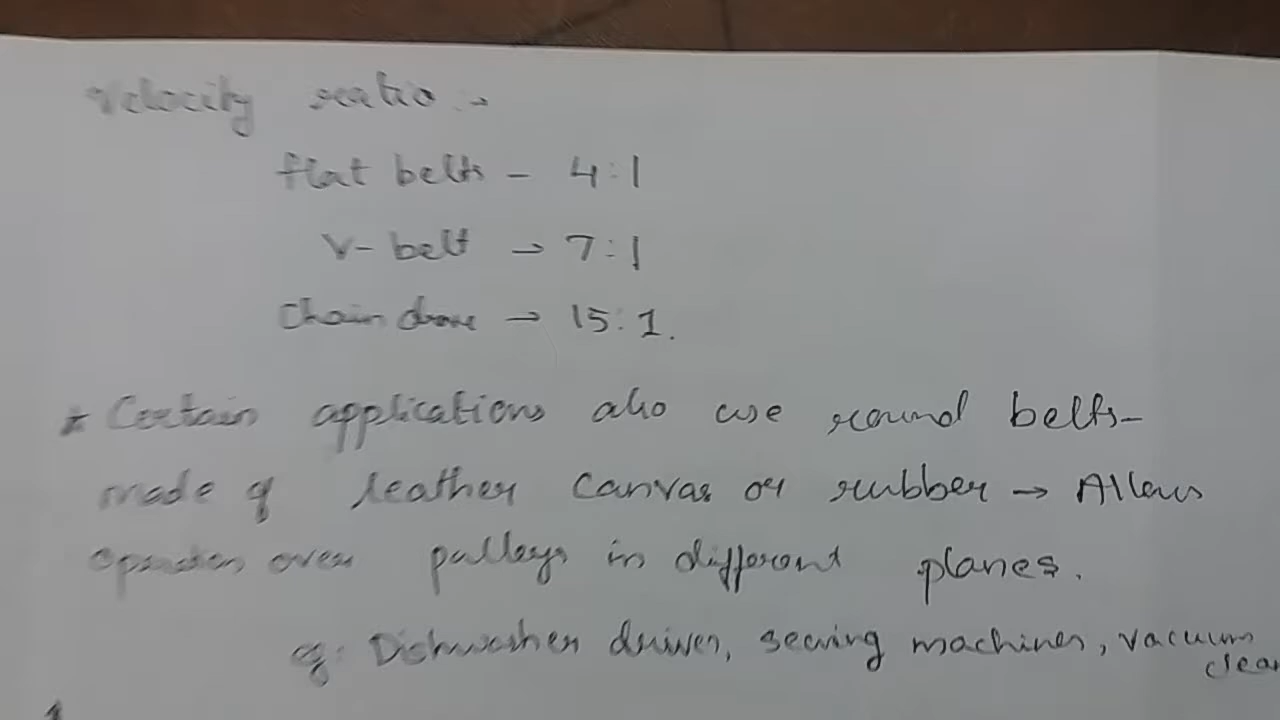 Velocity ratio :-
flat belts - 4:1
V-belt → 7:1
Chain drive → 15:1.
* Certain applications also use round belts-
made of leather canvas or rubber → Allows
operation over pulleys in different planes.
eg: Dishwasher drives, sewing machines, vacuum
clean